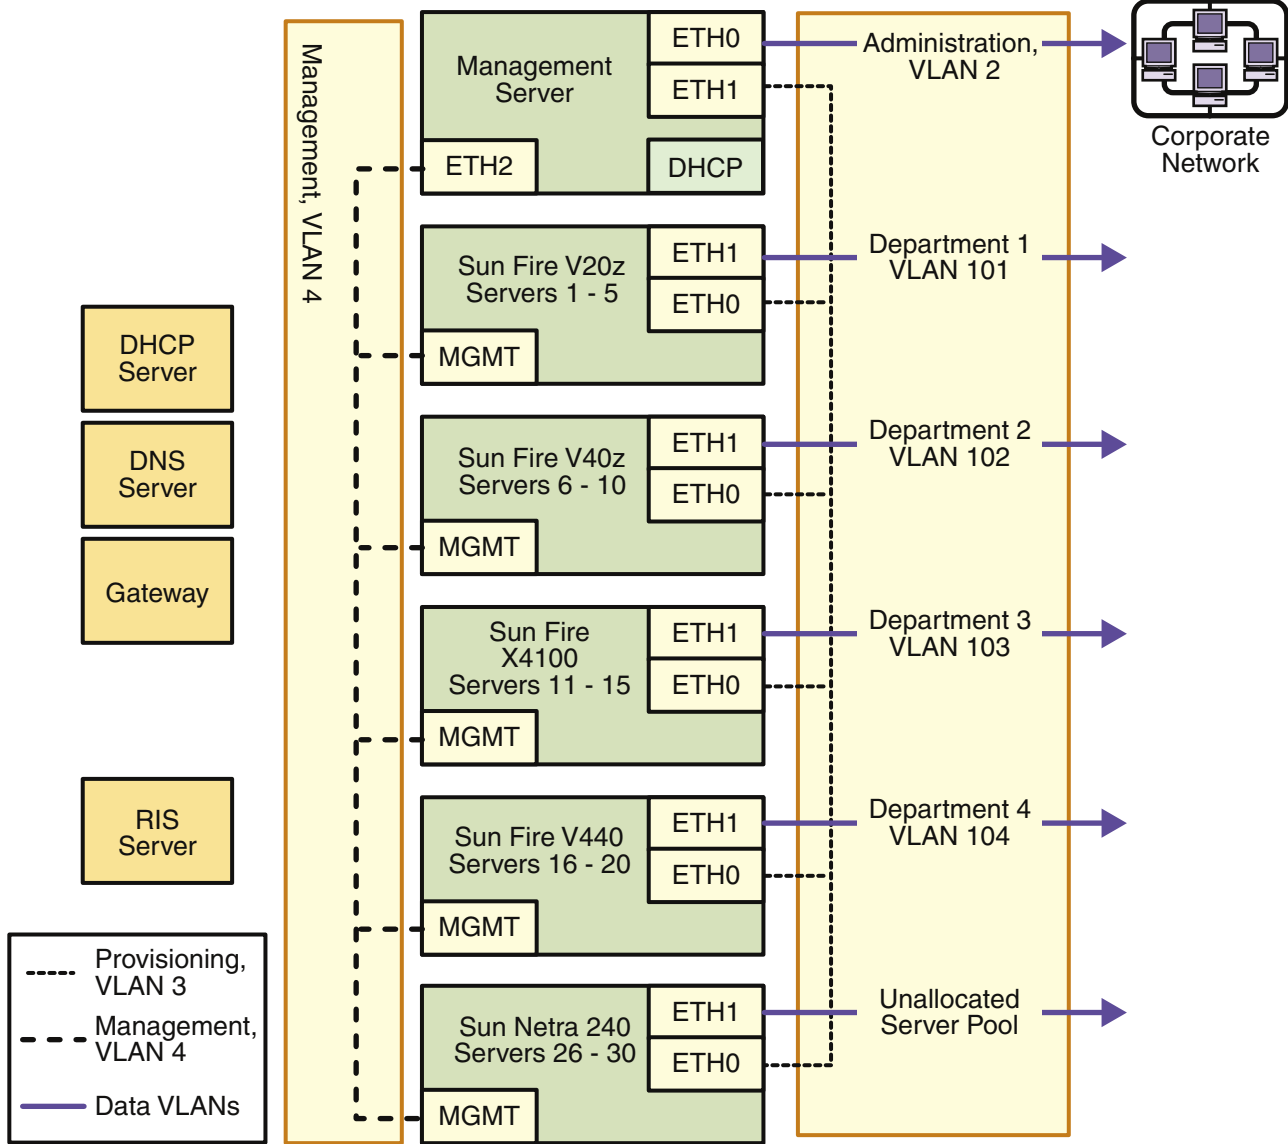 Management, VLAN 4
Management
Server
ETH0
ETH1
ETH2
DHCP
Administration,
VLAN 2
Corporate
Network
Sun Fire V20z
Servers 1 - 5
ETH1
ETH0
MGMT
Department 1
VLAN 101
DHCP
Server
DNS
Server
Gateway
RIS
Server
Sun Fire V40z
Servers 6 - 10
ETH1
ETH0
MGMT
Department 2
VLAN 102
Sun Fire
X4100
Servers 11 - 15
ETH1
ETH0
MGMT
Department 3
VLAN 103
Sun Fire V440
Servers 16 - 20
ETH1
ETH0
MGMT
Department 4
VLAN 104
Sun Netra 240
Servers 26 - 30
ETH1
ETH0
MGMT
Unallocated
Server Pool
Provisioning,
VLAN 3
Management,
VLAN 4
Data VLANs